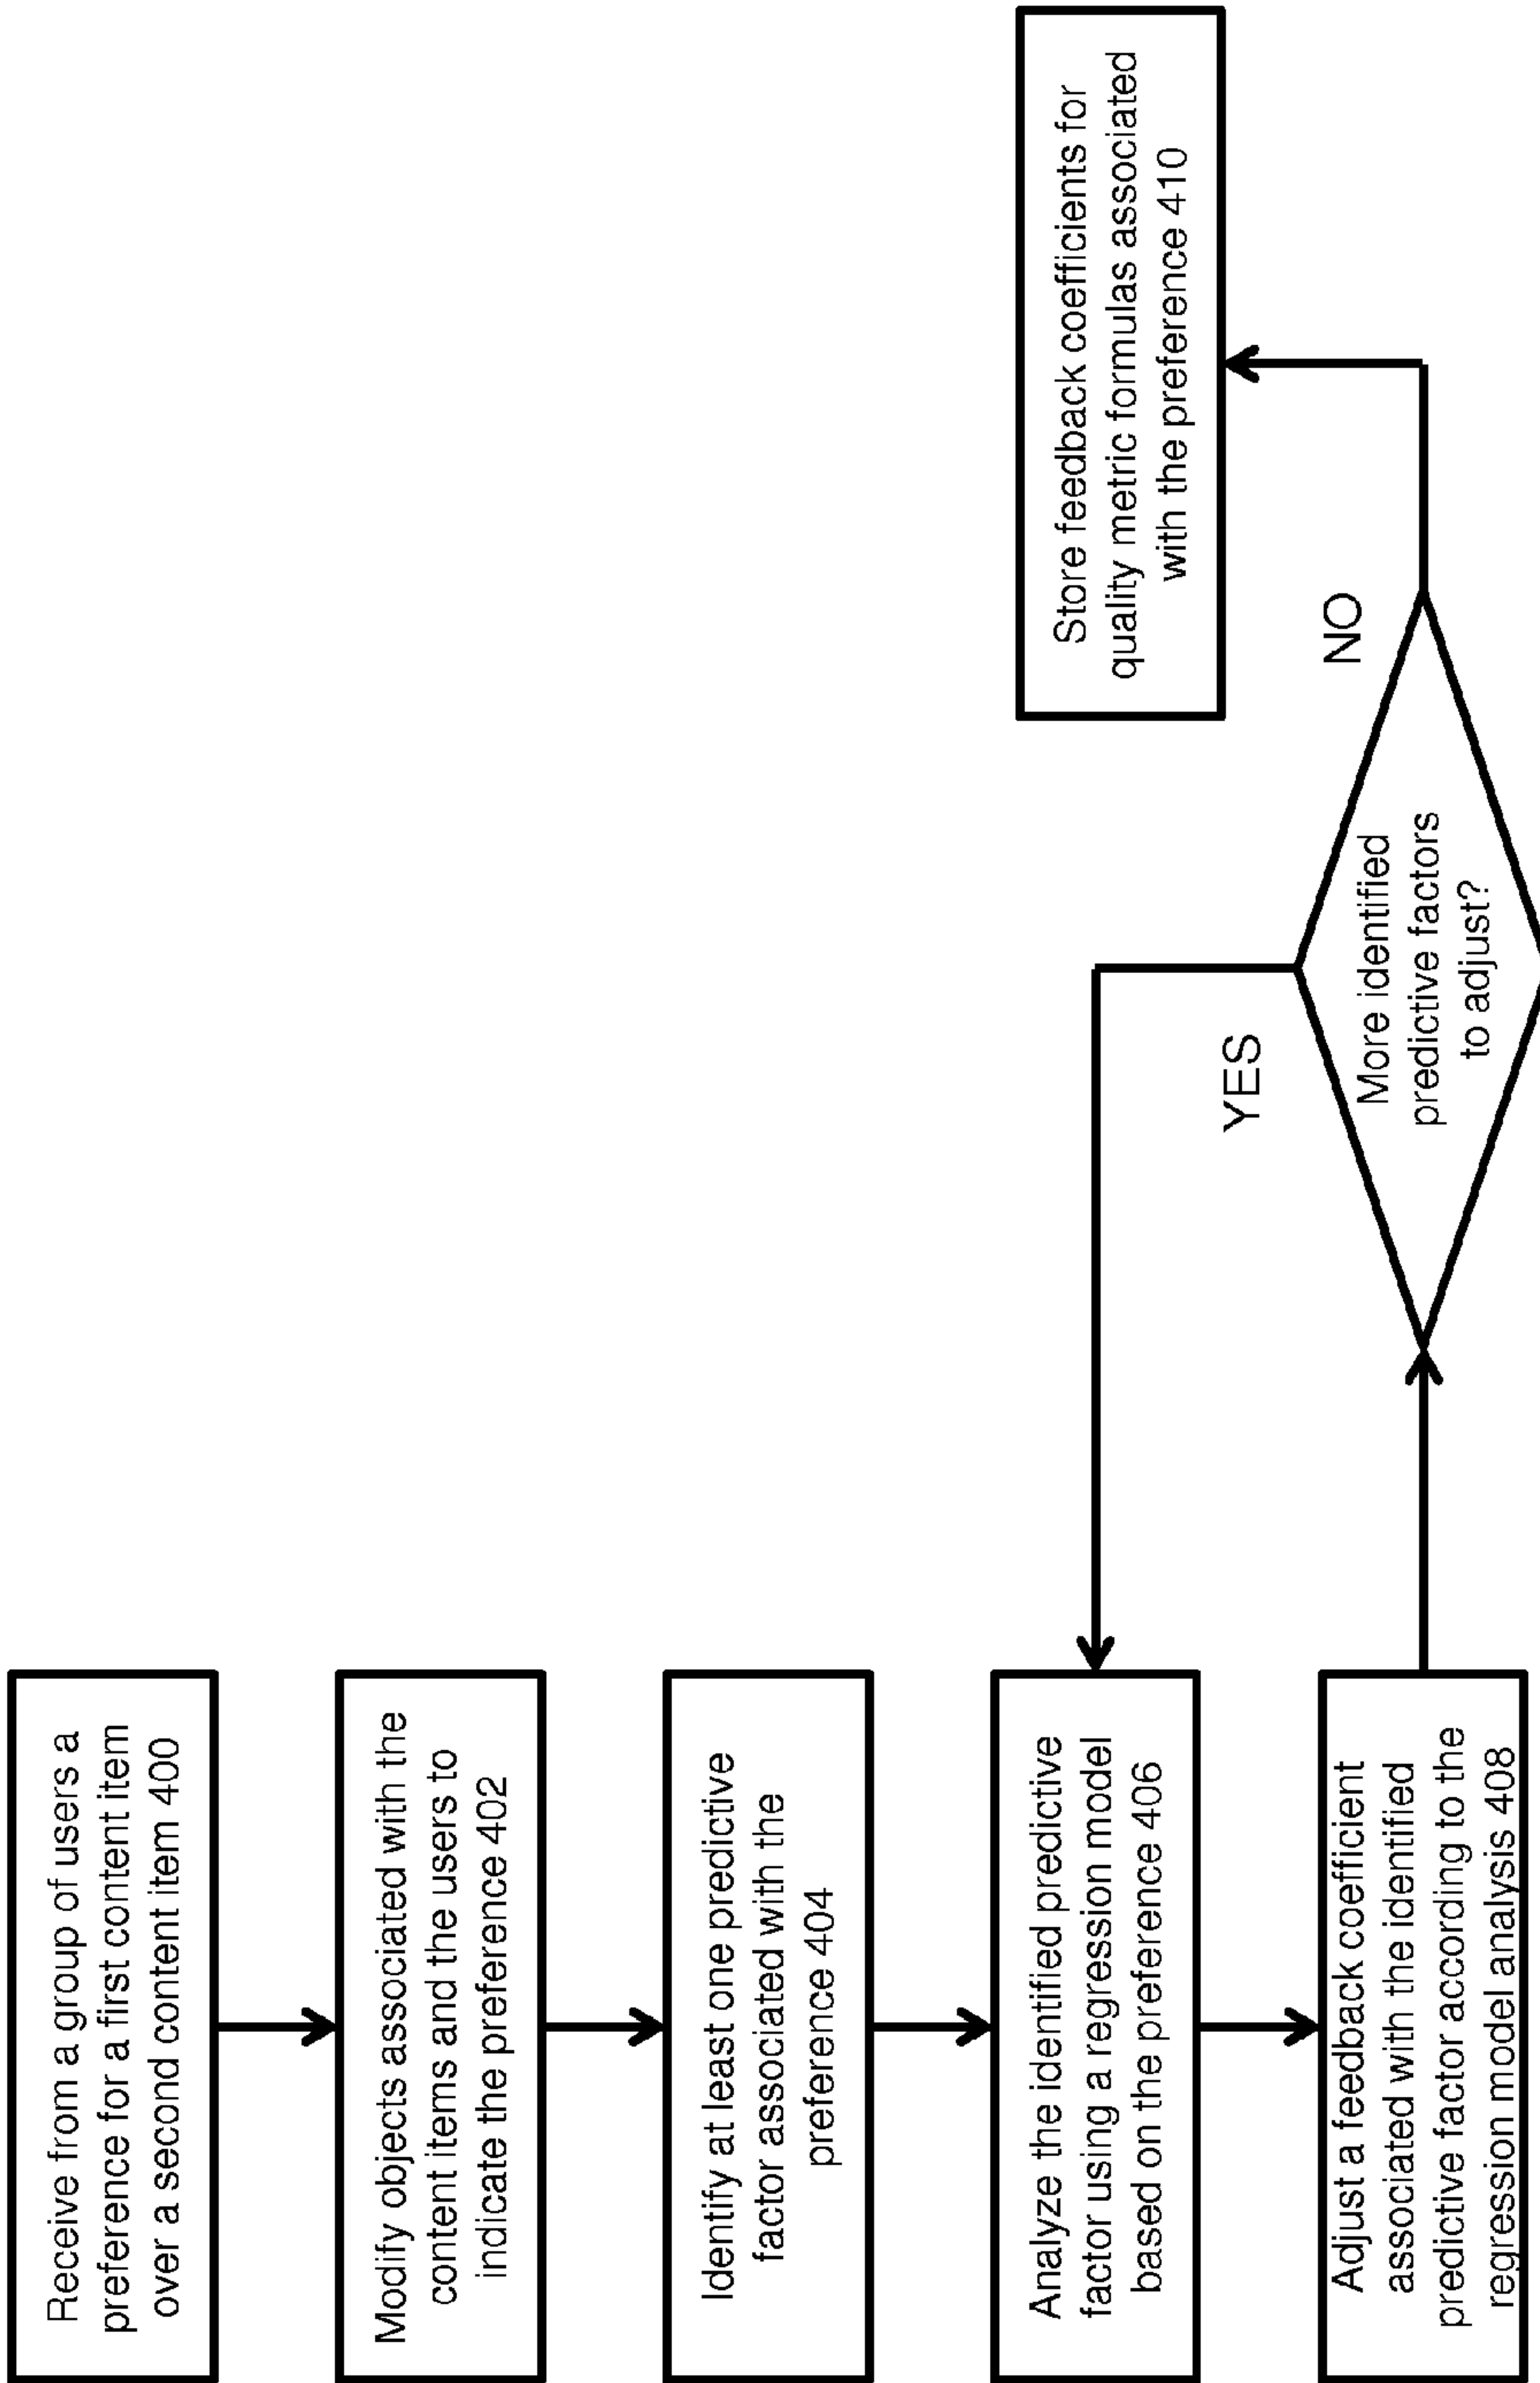 Receive from a group of users a
preference for a first content item
over a second content item 400
Modify objects associated with the
content items and the users to
indicate the preference 402
Identify at least one predictive
factor associated with the
preference 404
Analyze the identified predictive
factor using a regression model
based on the preference 406
Adjust a feedback coefficient
associated with the identified
predictive factor according to the
regression model analysis 408
More identified
predictive factors
to adjust?
YES
NO
Store feedback coefficients for
quality metric formulas associated
with the preference 410